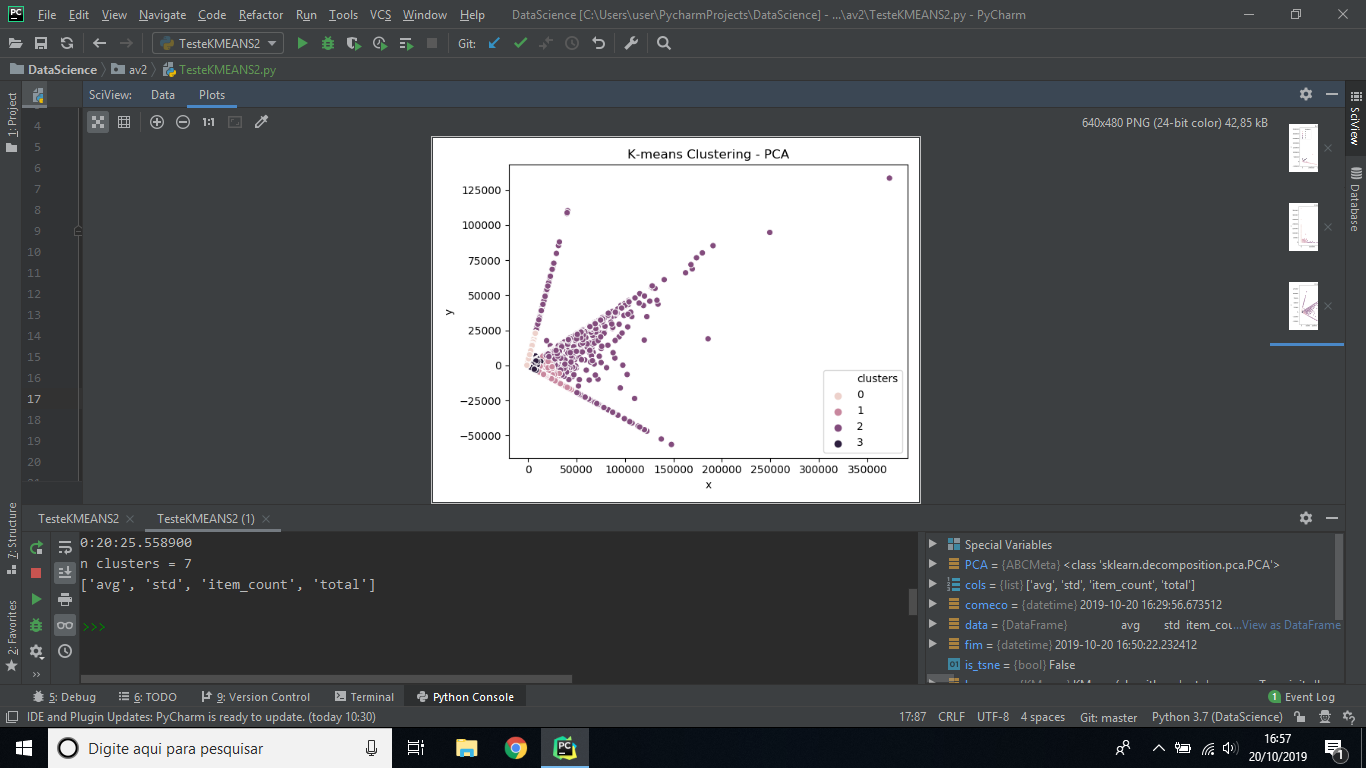 File Edit View Navigate Code Refactor Run Tools VCS Window Help DataScience [C:\Users\user\PycharmProjects\DataScience] - ...\av2\TesteKMEANS2.py - PyCharm
TesteKMEANS2 Git:
DataScience av2 TesteKMEANS2.py
SciView: Data Plots
640x480 PNG (24-bit color) 42,85 kB
1: Project
4
5
6
7
8
9
10
11
12
13
14
15
16
17
18
19
20
K-means Clustering - PCA
125000
100000
75000
50000
25000
0
−25000
−50000
y
0 50000 100000 150000 200000 250000 300000 350000
x
clusters
0
1
2
3
SciView
Database
7: Structure
2: Favorites
TesteKMEANS2 TesteKMEANS2 (1)
0:20:25.558900
n clusters = 7
['avg', 'std', 'item_count', 'total']
>>>
Special Variables
PCA = {ABCMeta} <class 'sklearn.decomposition.pca.PCA'>
cols = {list} ['avg', 'std', 'item_count', 'total']
comeco = {datetime} 2019-10-20 16:29:56.673512
data = {DataFrame} avg std item_cou...View as DataFrame
fim = {datetime} 2019-10-20 16:50:22.232412
is_tsne = {bool} False
5: Debug 6: TODO 9: Version Control Terminal Python Console 1 Event Log
IDE and Plugin Updates: PyCharm is ready to update. (today 10:30) 17:87 CRLF UTF-8 4 spaces Git: master Python 3.7 (DataScience)
Digite aqui para pesquisar
16:57
20/10/2019
1